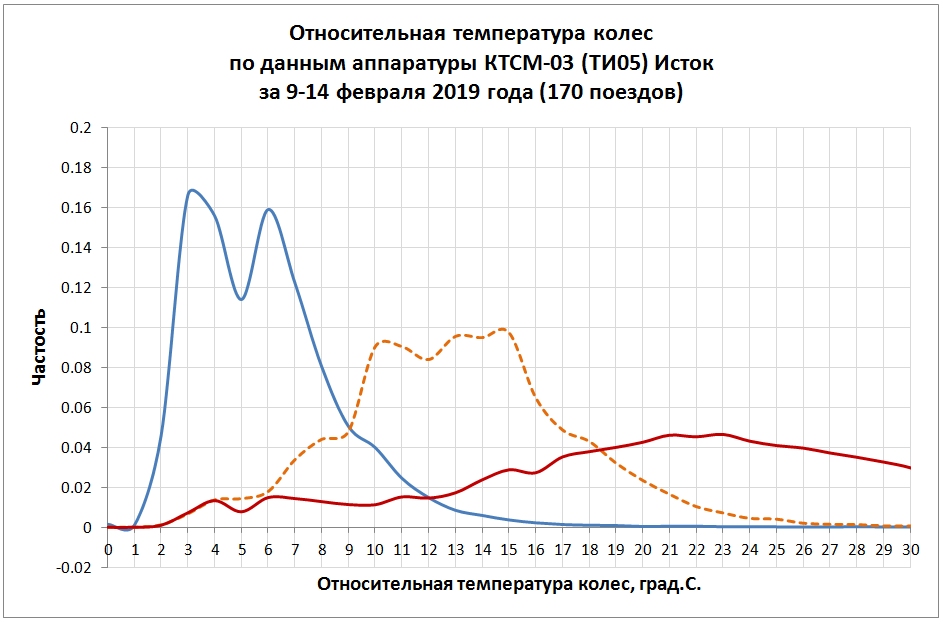 Относительная температура колес
по данным аппаратуры КТСМ-03 (ТИ05) Исток
за 9-14 февраля 2019 года (170 поездов)
0.2
0.18
0.16
0.14
0.12
0.1
0.08
0.06
0.04
0.02
0
-0.02
Частость
0 1 2 3 4 5 6 7 8 9 10 11 12 13 14 15 16 17 18 19 20 21 22 23 24 25 26 27 28 29 30
Относительная температура колес, град.С.